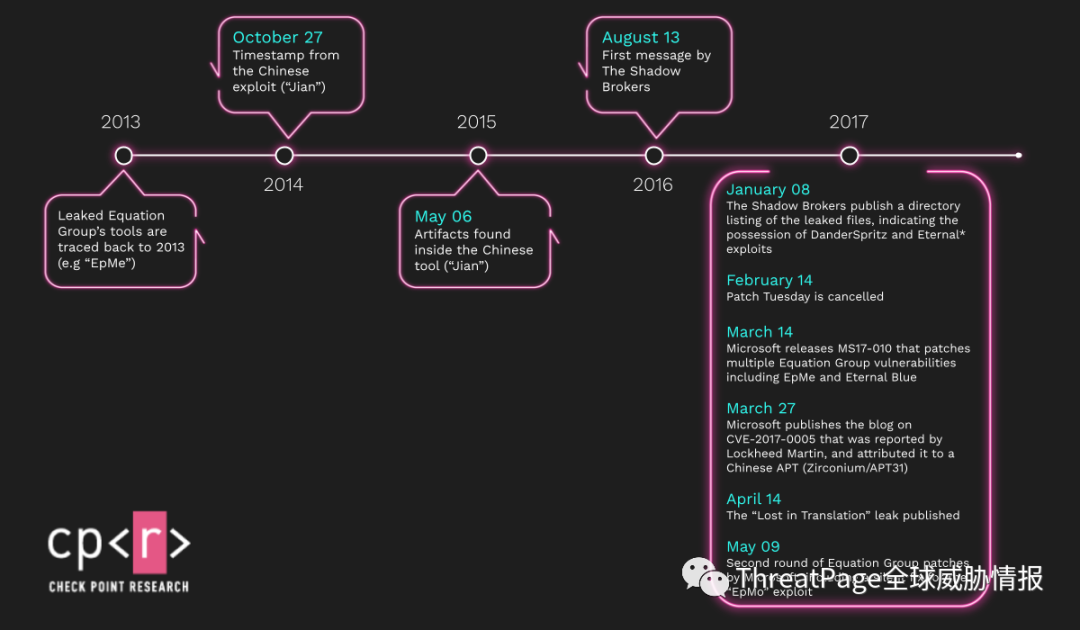 October 27
Timestamp from
the Chinese
exploit (“Jian”)
August 13
First message by
The Shadow
Brokers
2013
2015
2017
2014
2016
Leaked Equation
Group’s tools are
traced back to 2013
(e.g “EpMe”)
May 06
Artifacts found
inside the Chinese
tool (“Jian”)
January 08
The Shadow Brokers publish a directory
listing of the leaked files, indicating the
possession of DanderSpritz and Eternal*
exploits
February 14
Patch Tuesday is cancelled
March 14
Microsoft releases MS17-010 that patches
multiple Equation Group vulnerabilities
including EpMe and Eternal Blue
March 27
Microsoft publishes the blog on
CVE-2017-0005 that was reported by
Lockheed Martin, and attributed it to a
Chinese APT (Zirconium/APT31)
April 14
The “Lost in Translation” leak published
May 09
Second round of Equation Group patches
by
“EpMo” exploit
cp<r>
CHECK POINT RESEARCH
ThreatPage全球威胁情报